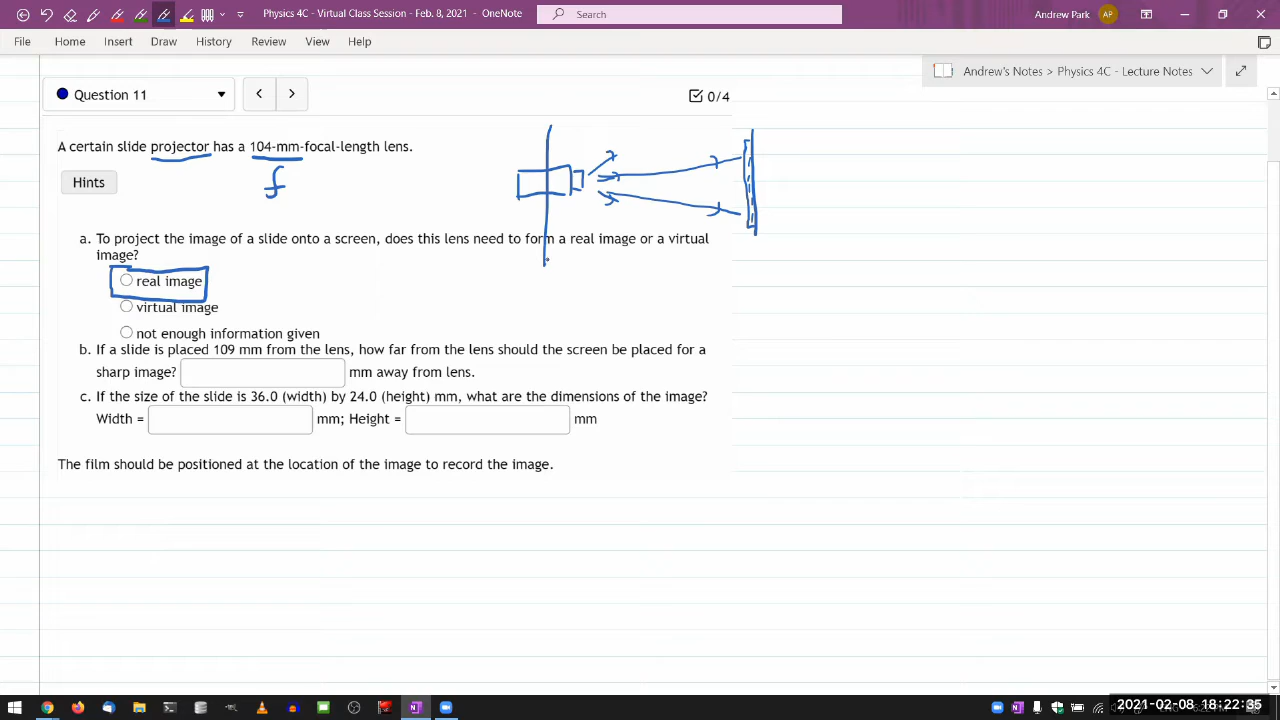 Physics 4C - Virtual Class - Feb. 8, 2021 - OneNote
Search
Andrew Park
AP
File Home Insert Draw History Review View Help
Andrew's Notes > Physics 4C - Lecture Notes
Question 11
0/4
A certain slide projector has a 104-mm-focal-length lens.
Hints
f
a. To project the image of a slide onto a screen, does this lens need to form a real image or a virtual
image?
real image
virtual image
not enough information given
b. If a slide is placed 109 mm from the lens, how far from the lens should the screen be placed for a
sharp image? mm away from lens.
c. If the size of the slide is 36.0 (width) by 24.0 (height) mm, what are the dimensions of the image?
Width = mm; Height = mm
The film should be positioned at the location of the image to record the image.
2021-02-08 18:22:35